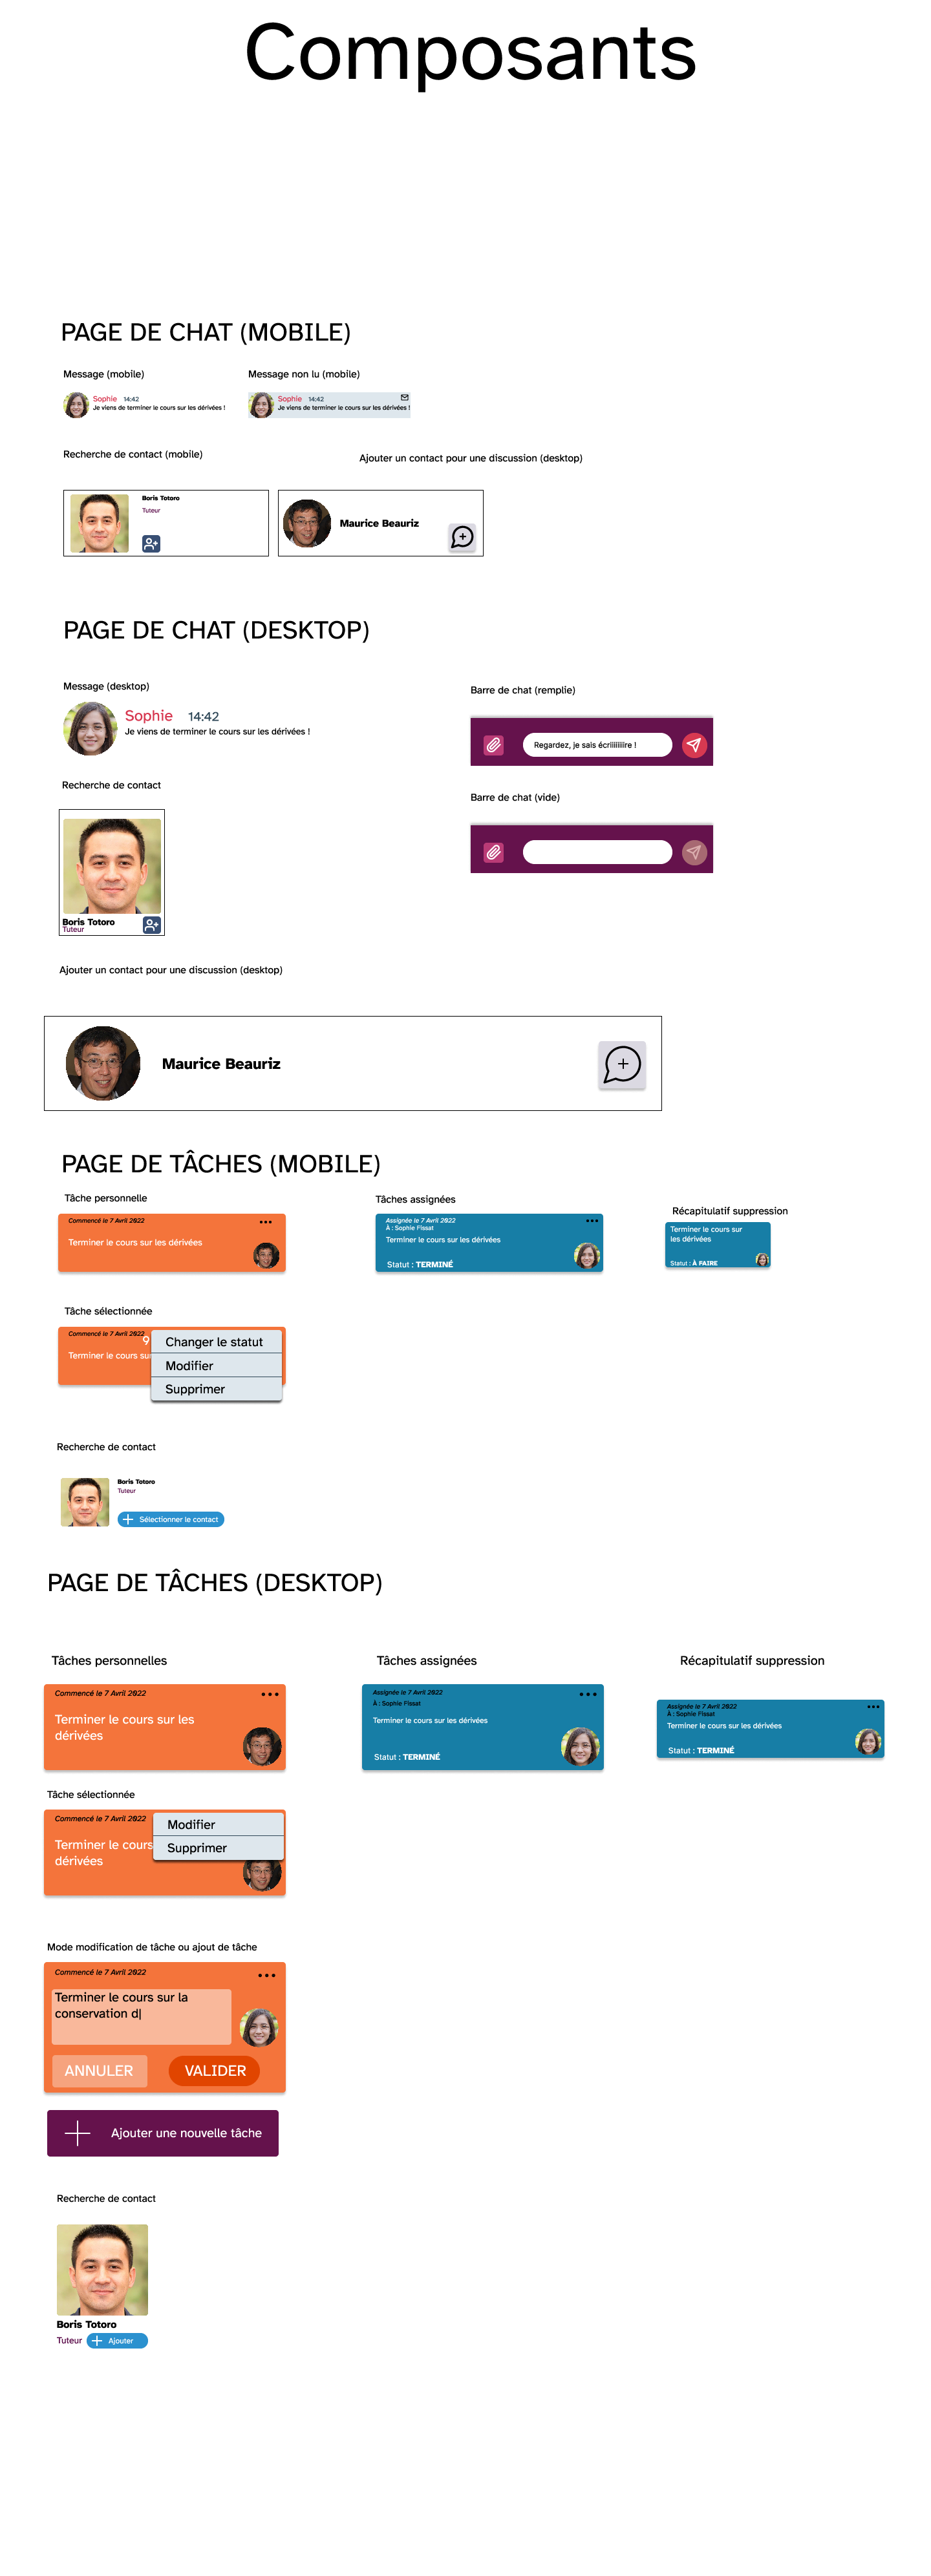 Composants
PAGE DE CHAT (MOBILE)
Message (mobile)
Message non lu (mobile)
Sophie 14:42
Je viens de terminer le cours sur les dérivées !
Sophie 14:42
Je viens de terminer le cours sur les dérivées !
Recherche de contact (mobile)
Ajouter un contact pour une discussion (desktop)
Boris Totoro
Tuteur
Maurice Beauriz
PAGE DE CHAT (DESKTOP)
Message (desktop)
Barre de chat (remplie)
Sophie 14:42
Je viens de terminer le cours sur les dérivées !
Regardez, je sais écriiiiiiiire !
Recherche de contact
Barre de chat (vide)
Boris Totoro
Tuteur
Ajouter un contact pour une discussion (desktop)
Maurice Beauriz
PAGE DE TÂCHES (MOBILE)
Tâche personnelle
Tâches assignées
Récapitulatif suppression
Commencé le 7 Avril 2022
Terminer le cours sur les dérivées
Assignée le 7 Avril 2022
À : Sophie Fissat
Terminer le cours sur les dérivées
Statut : TERMINÉ
Terminer le cours sur
les dérivées
Statut : À FAIRE
Tâche sélectionnée
Commencé le 7 Avril 2022
9
Terminer le cours sur
Changer le statut
Modifier
Supprimer
Recherche de contact
Boris Totoro
Tuteur
Sélectionner le contact
PAGE DE TÂCHES (DESKTOP)
Tâches personnelles
Tâches assignées
Récapitulatif suppression
Commencé le 7 Avril 2022
Terminer le cours sur les
dérivées
Assignée le 7 Avril 2022
À : Sophie Fissat
Terminer le cours sur les dérivées
Statut : TERMINÉ
Assignée le 7 Avril 2022
À : Sophie Fissat
Terminer le cours sur les dérivées
Statut : TERMINÉ
Tâche sélectionnée
Commencé le 7 Avril 2022
Terminer le cours
dérivées
Modifier
Supprimer
Mode modification de tâche ou ajout de tâche
Commencé le 7 Avril 2022
Terminer le cours sur la
conservation d|
ANNULER
VALIDER
Ajouter une nouvelle tâche
Recherche de contact
Boris Totoro
Tuteur
Ajouter